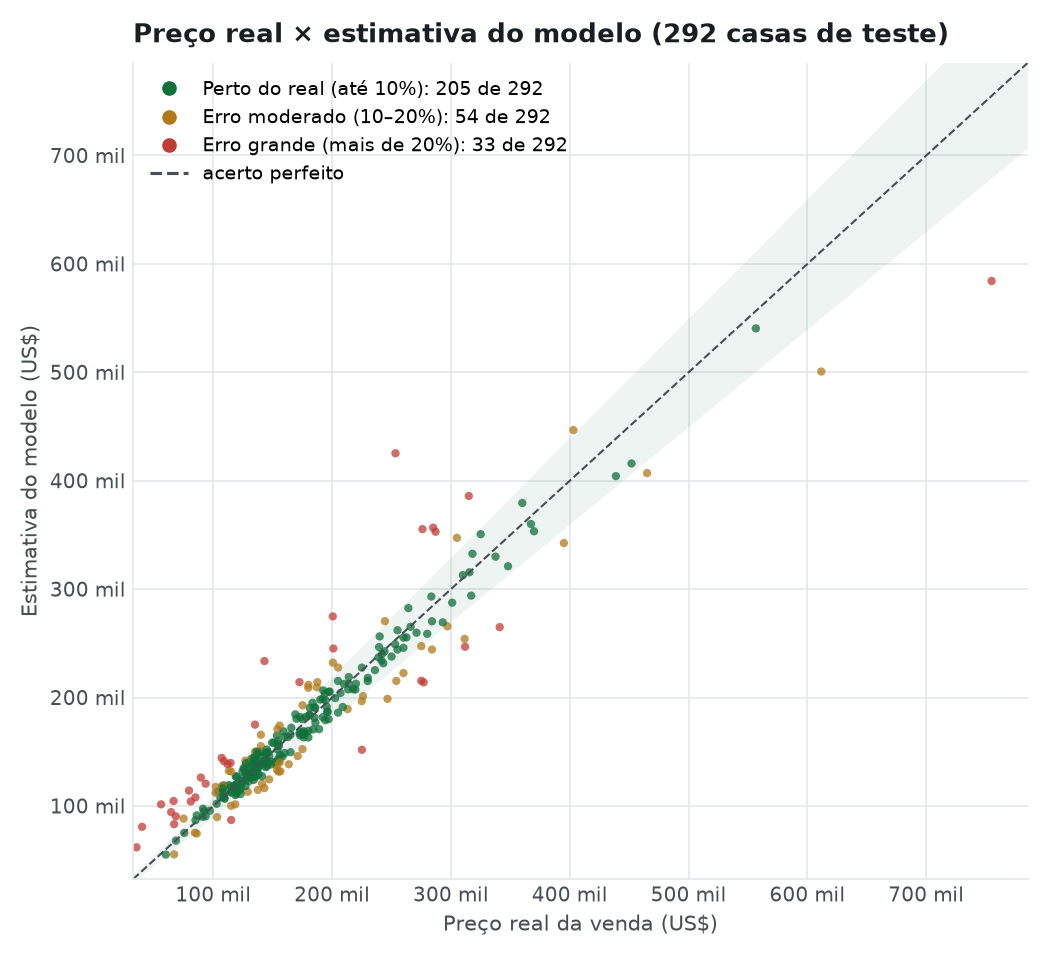 Preço real × estimativa do modelo (292 casas de teste)
Perto do real (até 10%): 205 de 292
Erro moderado (10–20%): 54 de 292
Erro grande (mais de 20%): 33 de 292
acerto perfeito
Estimativa do modelo (US$)
700 mil
600 mil
500 mil
400 mil
300 mil
200 mil
100 mil
100 mil 200 mil 300 mil 400 mil 500 mil 600 mil 700 mil
Preço real da venda (US$)